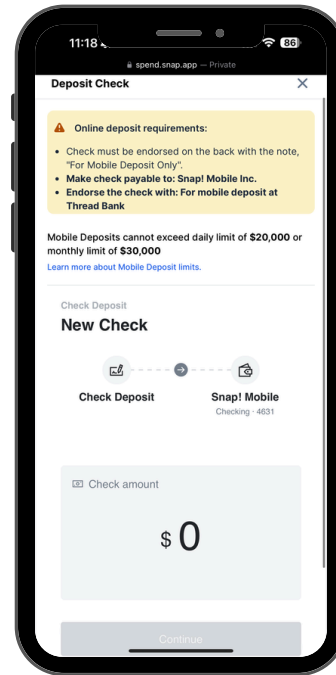 11:18
86
spend.snap.app — Private
Deposit Check
Online deposit requirements:
• Check must be endorsed on the back with the note,
"For Mobile Deposit Only".
• Make check payable to: Snap! Mobile Inc.
• Endorse the check with: For mobile deposit at
Thread Bank
Mobile Deposits cannot exceed daily limit of $20,000 or
monthly limit of $30,000
Learn more about Mobile Deposit limits.
Check Deposit
New Check
Check Deposit
Snap! Mobile
Checking · 4631
Check amount
$ 0
Continue